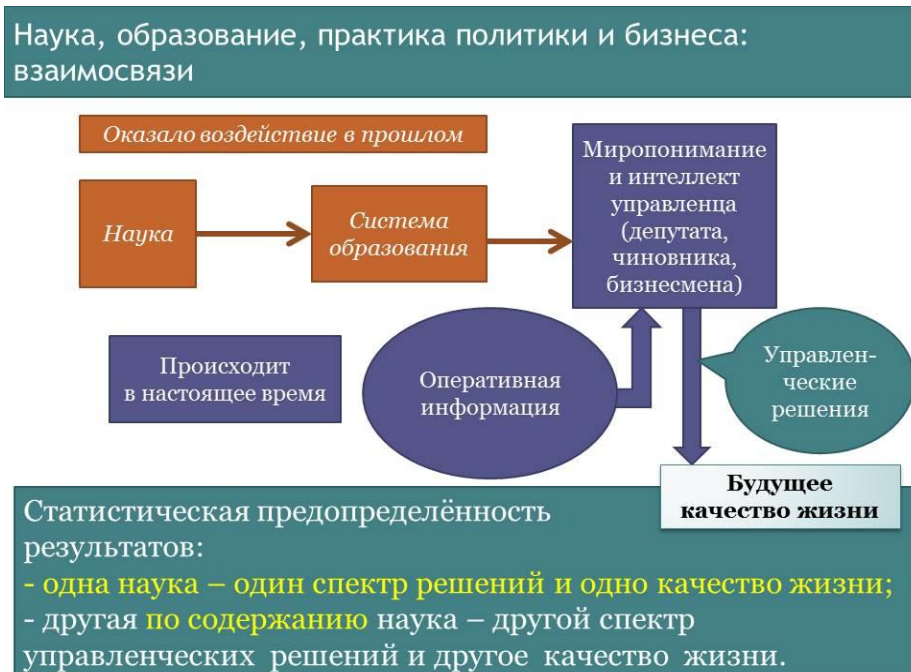 Наука, образование, практика политики и бизнеса:
взаимосвязи
Оказало воздействие в прошлом
Наука
Система
образования
Миропонимание
и интеллект
управленца
(депутата,
чиновника,
бизнесмена)
Происходит
в настоящее время
Оперативная
информация
Управлен-
ческие
решения
Будущее
качество жизни
Статистическая предопределённость
результатов:
- одна наука – один спектр решений и одно качество жизни;
- другая по содержанию наука – другой спектр
управленческих решений и другое качество жизни.